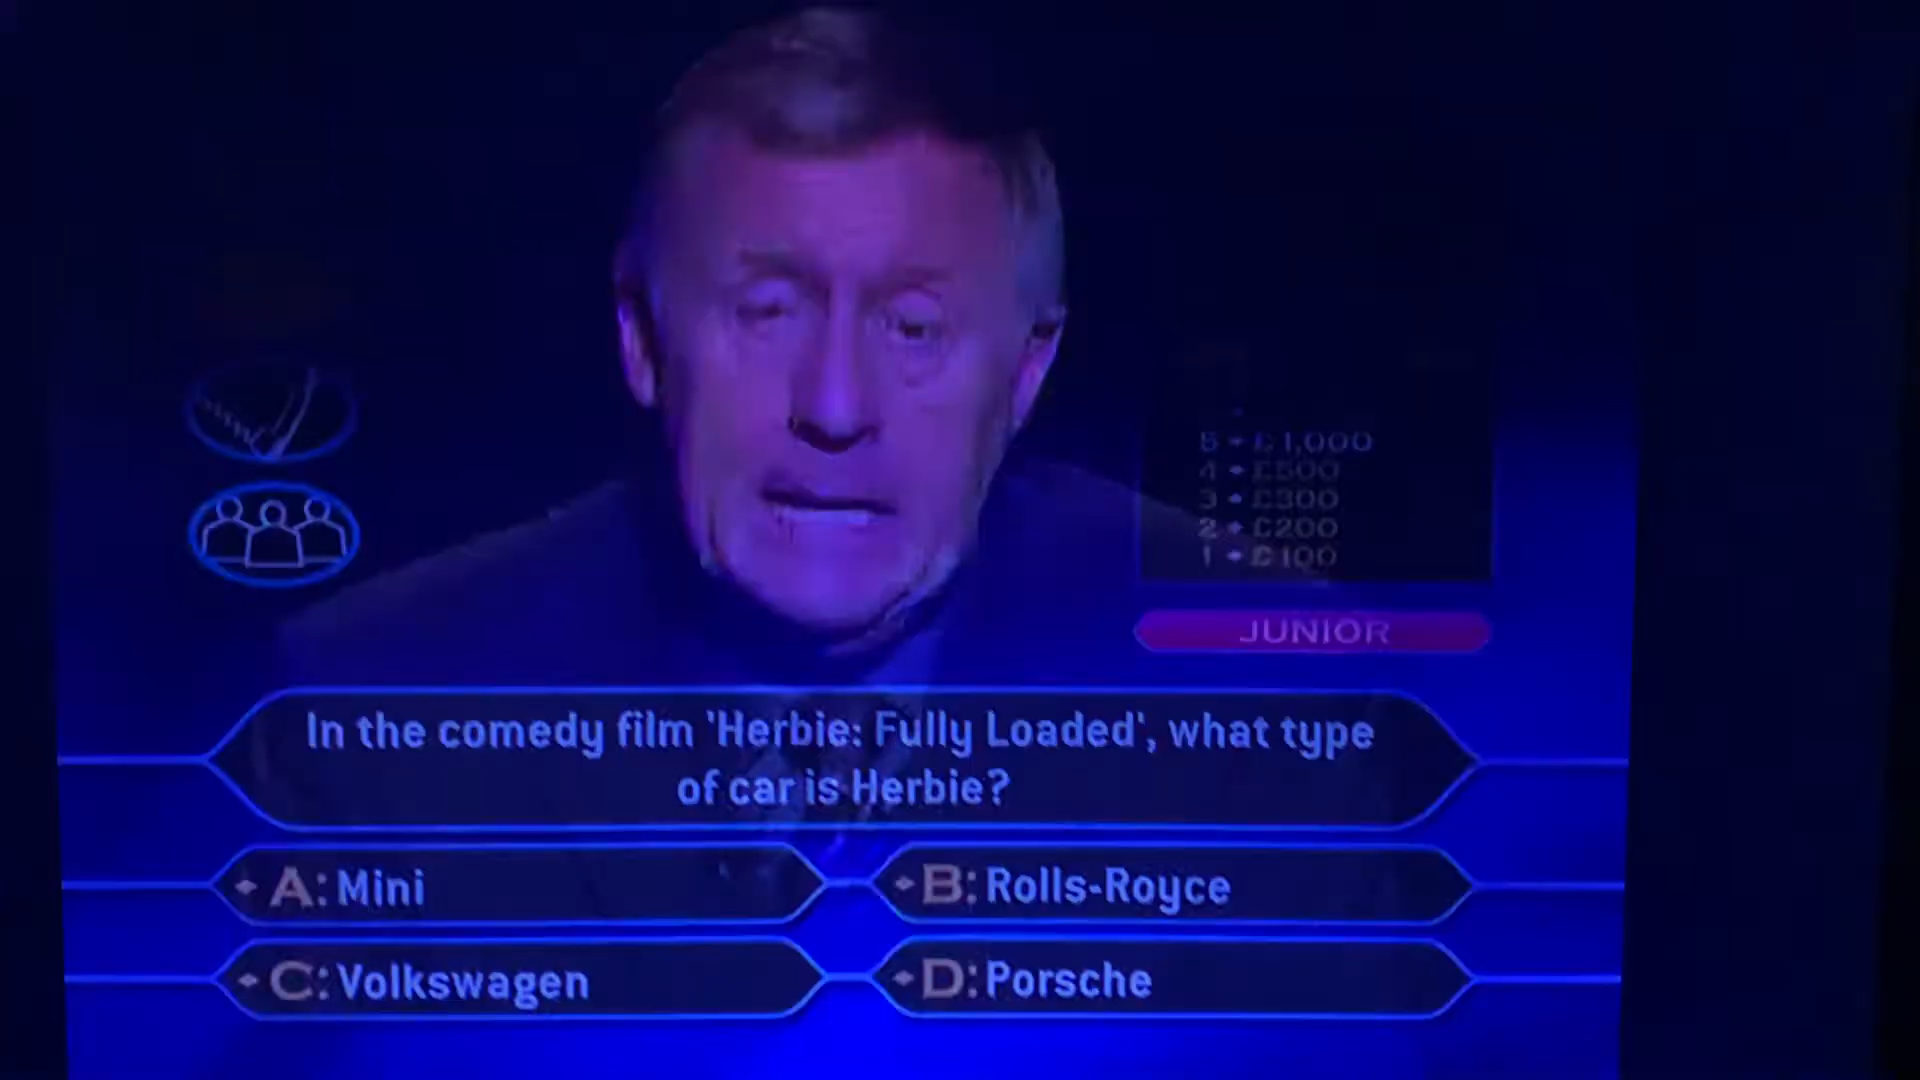 5 ◆ £1,000
4 ◆ £500
3 ◆ £300
2 ◆ £200
1 ◆ £100
JUNIOR
In the comedy film 'Herbie: Fully Loaded', what type
of car is Herbie?
◆ A: Mini
◆ B: Rolls-Royce
◆ C: Volkswagen
◆ D: Porsche